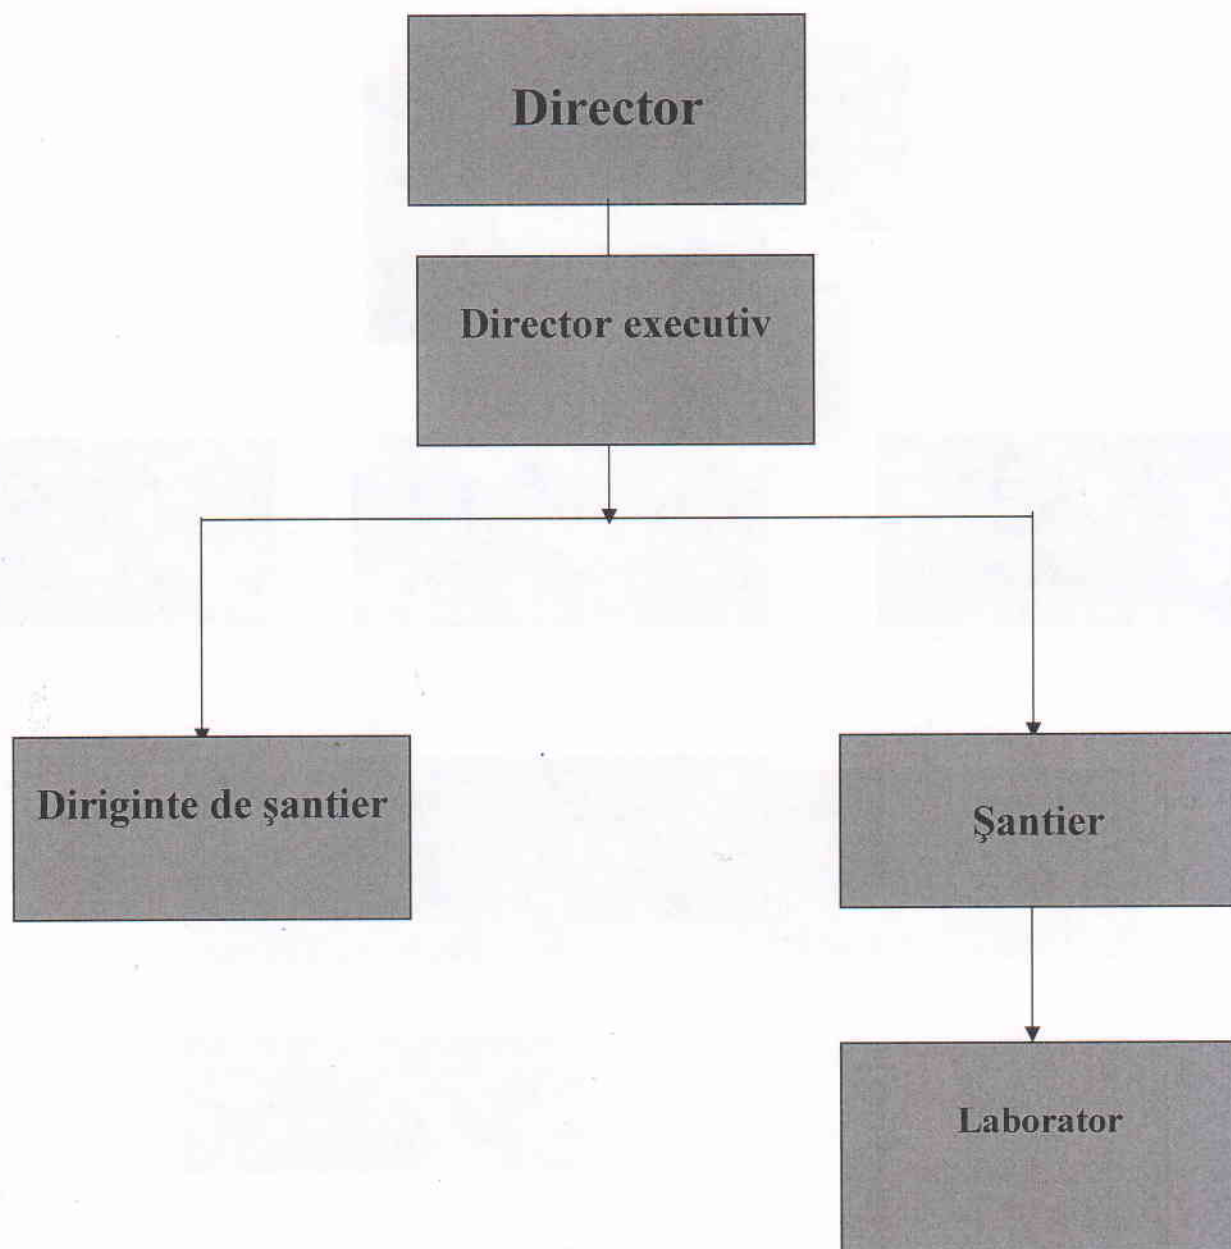 Director
Director executiv
Diriginte de şantier
Şantier
Laborator